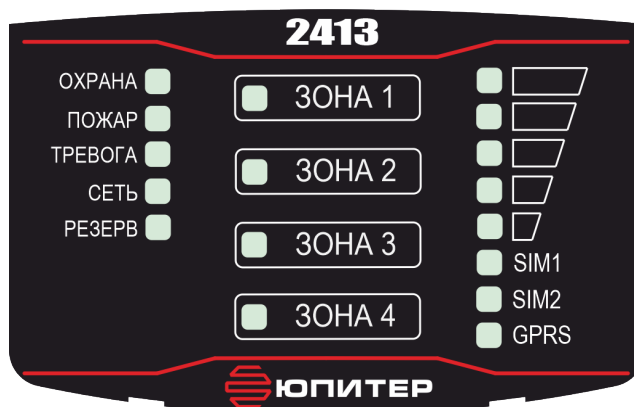 2413
ОХРАНА
ПОЖАР
ТРЕВОГА
СЕТЬ
РЕЗЕРВ
ЗОНА 1
ЗОНА 2
ЗОНА 3
ЗОНА 4
SIM1
SIM2
GPRS
ЮПИТЕР